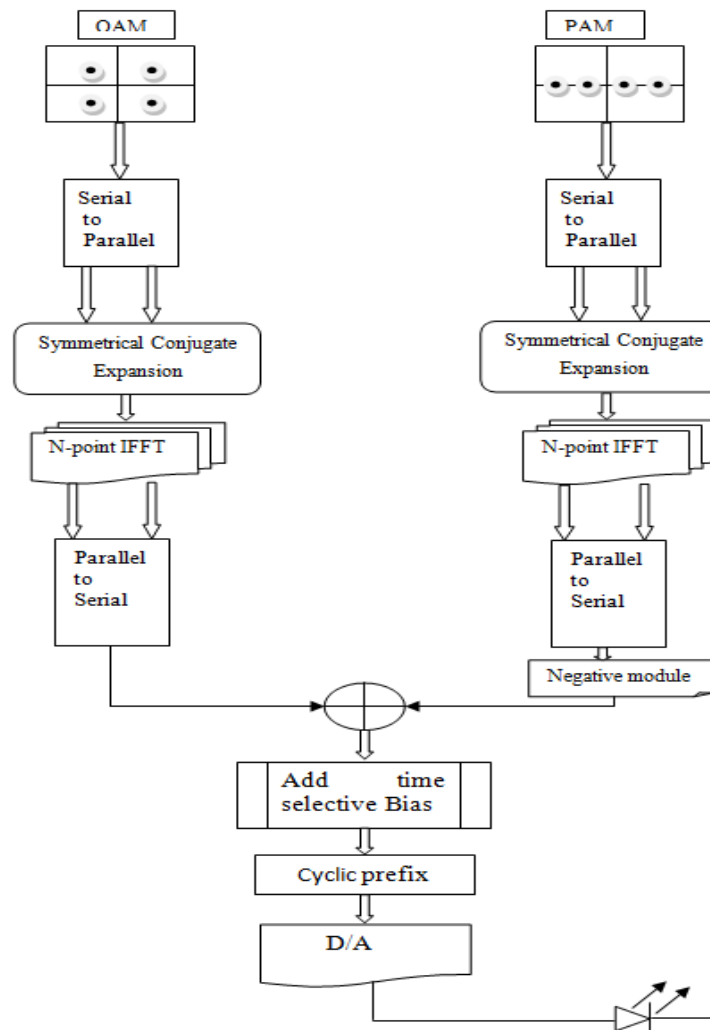 QAM
Serial
to
Parallel
Symmetrical Conjugate
Expansion
N-point IFFT
Parallel
to
Serial
PAM
Serial
to
Parallel
Symmetrical Conjugate
Expansion
N-point IFFT
Parallel
to
Serial
Negative module
Add time
selective Bias
Cyclic prefix
D/A